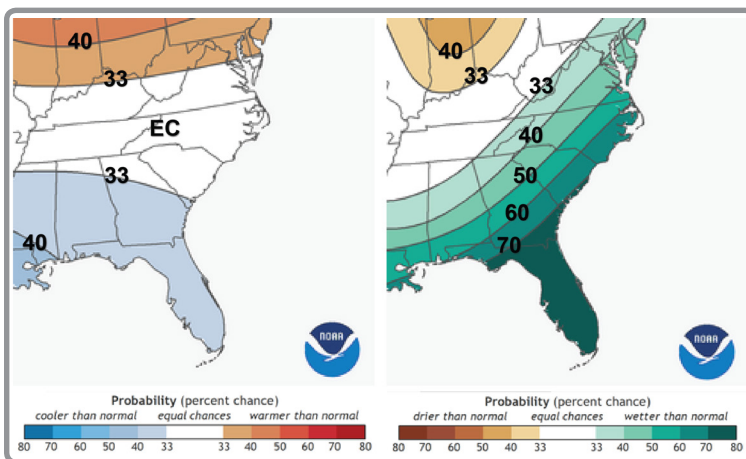 40
33
EC
33
40
NOAA
Probability (percent chance)
cooler than normal equal chances warmer than normal
80 70 60 50 40 33 33 40 50 60 70 80
40
33
33
40
50
60
70
NOAA
Probability (percent chance)
drier than normal equal chances wetter than normal
80 70 60 50 40 33 33 40 50 60 70 80